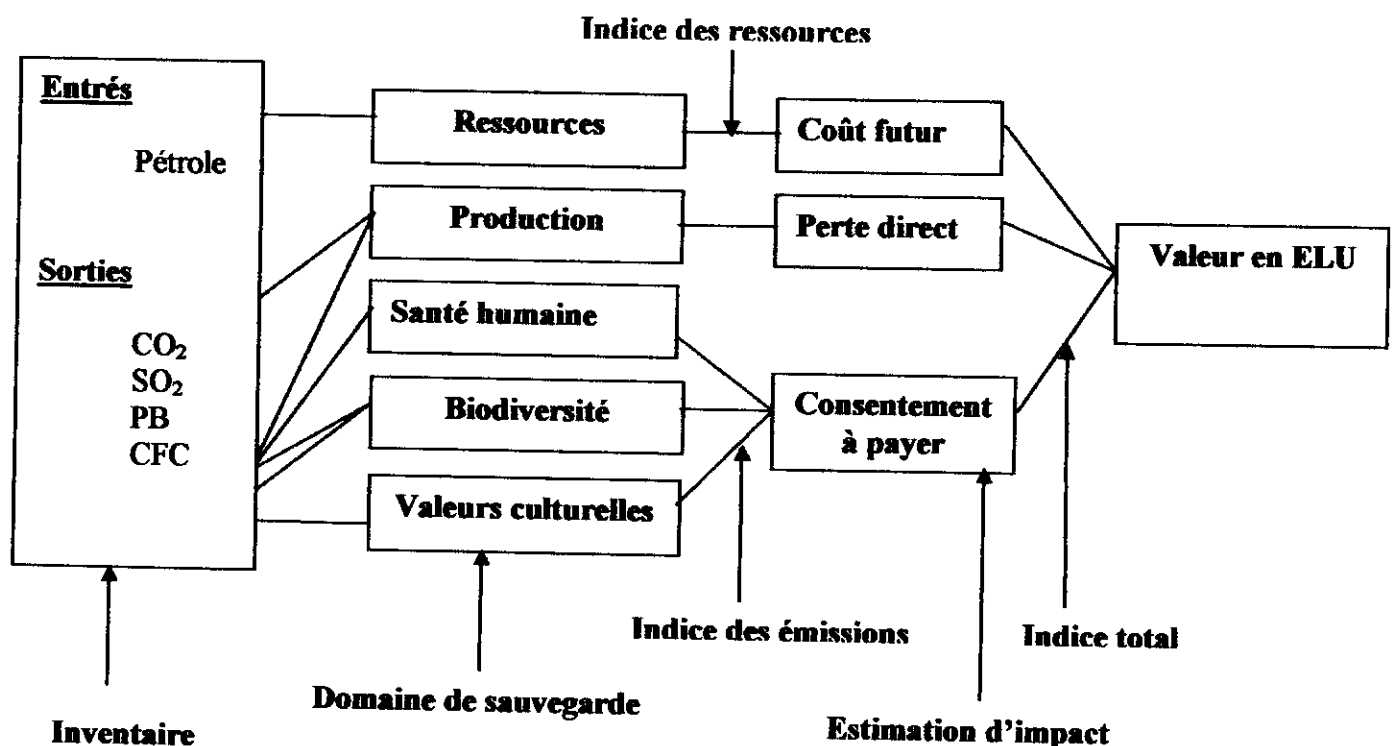 Indice des ressources
Entrés
Pétrole
Sorties
CO₂
SO₂
PB
CFC
Ressources
Production
Santé humaine
Biodiversité
Valeurs culturelles
Coût futur
Perte direct
Consentement
à payer
Valeur en ELU
Indice des émissions
Indice total
Domaine de sauvegarde
Inventaire
Estimation d'impact